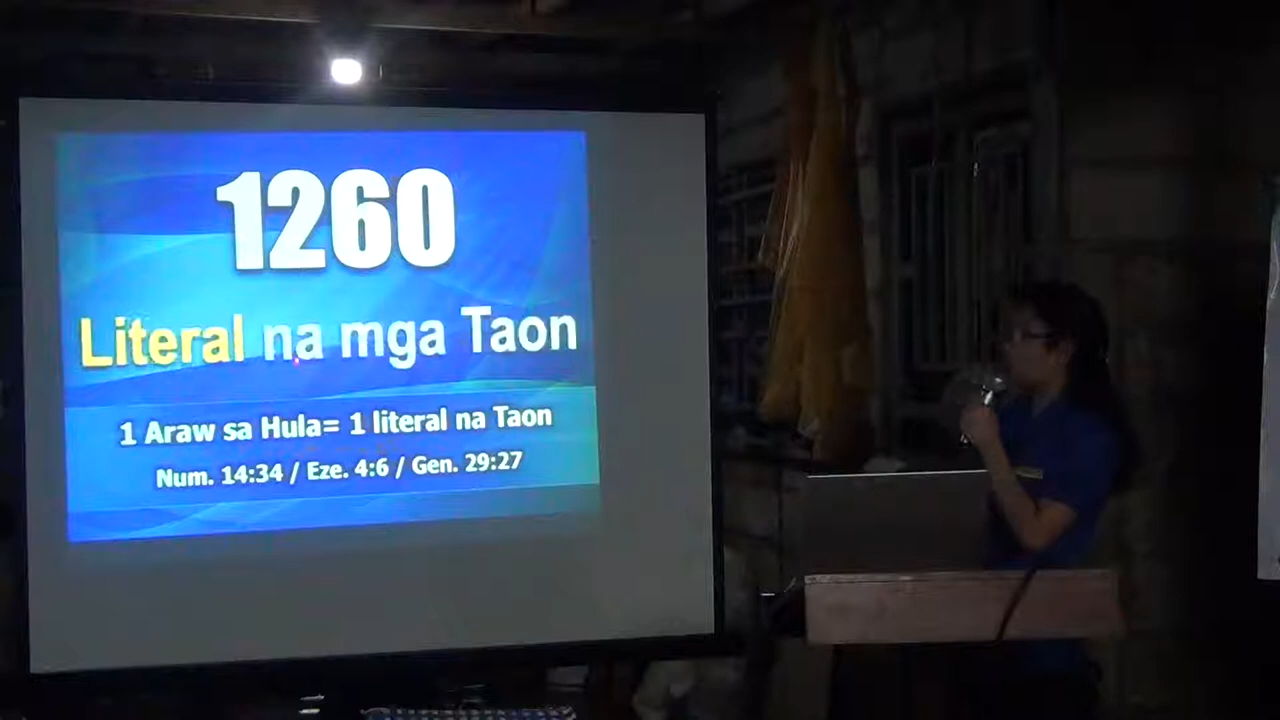 1260
Literal na mga Taon
1 Araw sa Hula= 1 literal na Taon
Num. 14:34 / Eze. 4:6 / Gen. 29:27